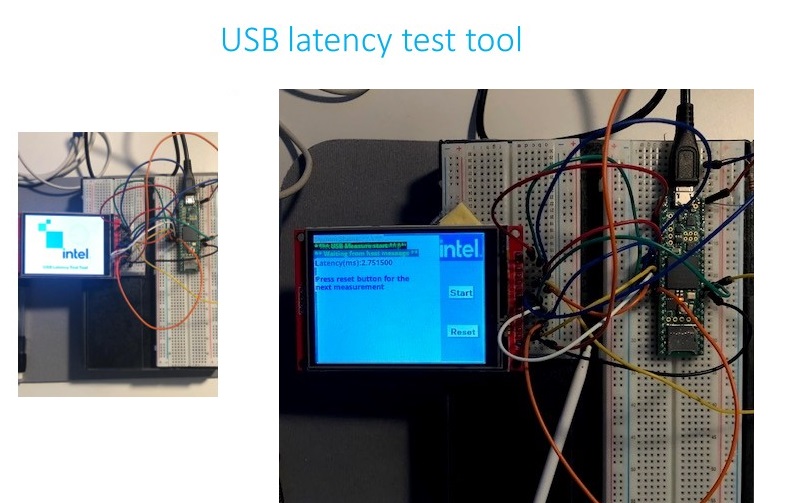 USB latency test tool
intel
USB Latency Test Tool
*** USB Measure start ***
** Waiting from host message**
Latency(ms):2.751500
Press reset button for the
next measurement
intel
Start
Reset